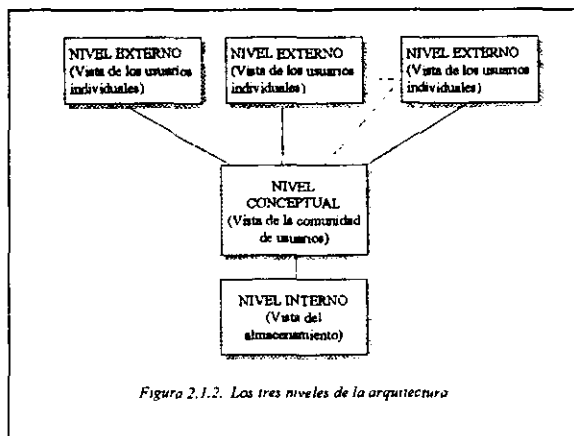 NIVEL EXTERNO
(Vista de los usuarios
individuales)
NIVEL EXTERNO
(Vista de los usuarios
individuales)
NIVEL EXTERNO
(Vista de los usuarios
individuales)
NIVEL
CONCEPTUAL
(Vista de la comunidad
de usuarios)
NIVEL INTERNO
(Vista del
almacenamiento)
Figura 2.1.2. Los tres niveles de la arquitectura